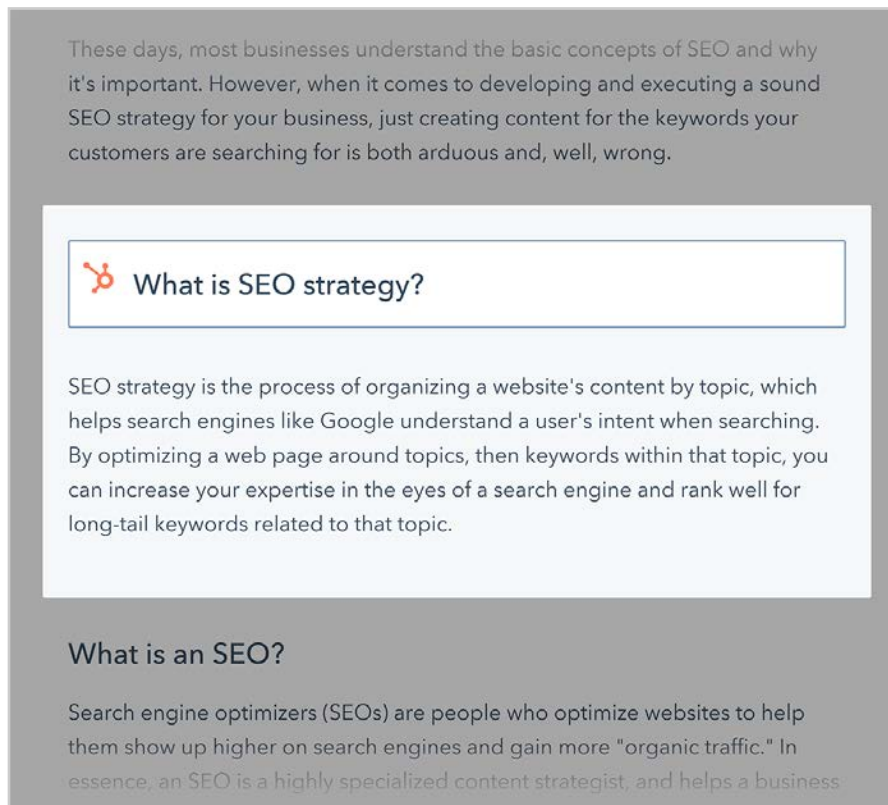 These days, most businesses understand the basic concepts of SEO and why
it's important. However, when it comes to developing and executing a sound
SEO strategy for your business, just creating content for the keywords your
customers are searching for is both arduous and, well, wrong.
What is SEO strategy?
SEO strategy is the process of organizing a website's content by topic, which
helps search engines like Google understand a user's intent when searching.
By optimizing a web page around topics, then keywords within that topic, you
can increase your expertise in the eyes of a search engine and rank well for
long-tail keywords related to that topic.
What is an SEO?
Search engine optimizers (SEOs) are people who optimize websites to help
them show up higher on search engines and gain more "organic traffic." In
essence, an SEO is a highly specialized content strategist, and helps a business